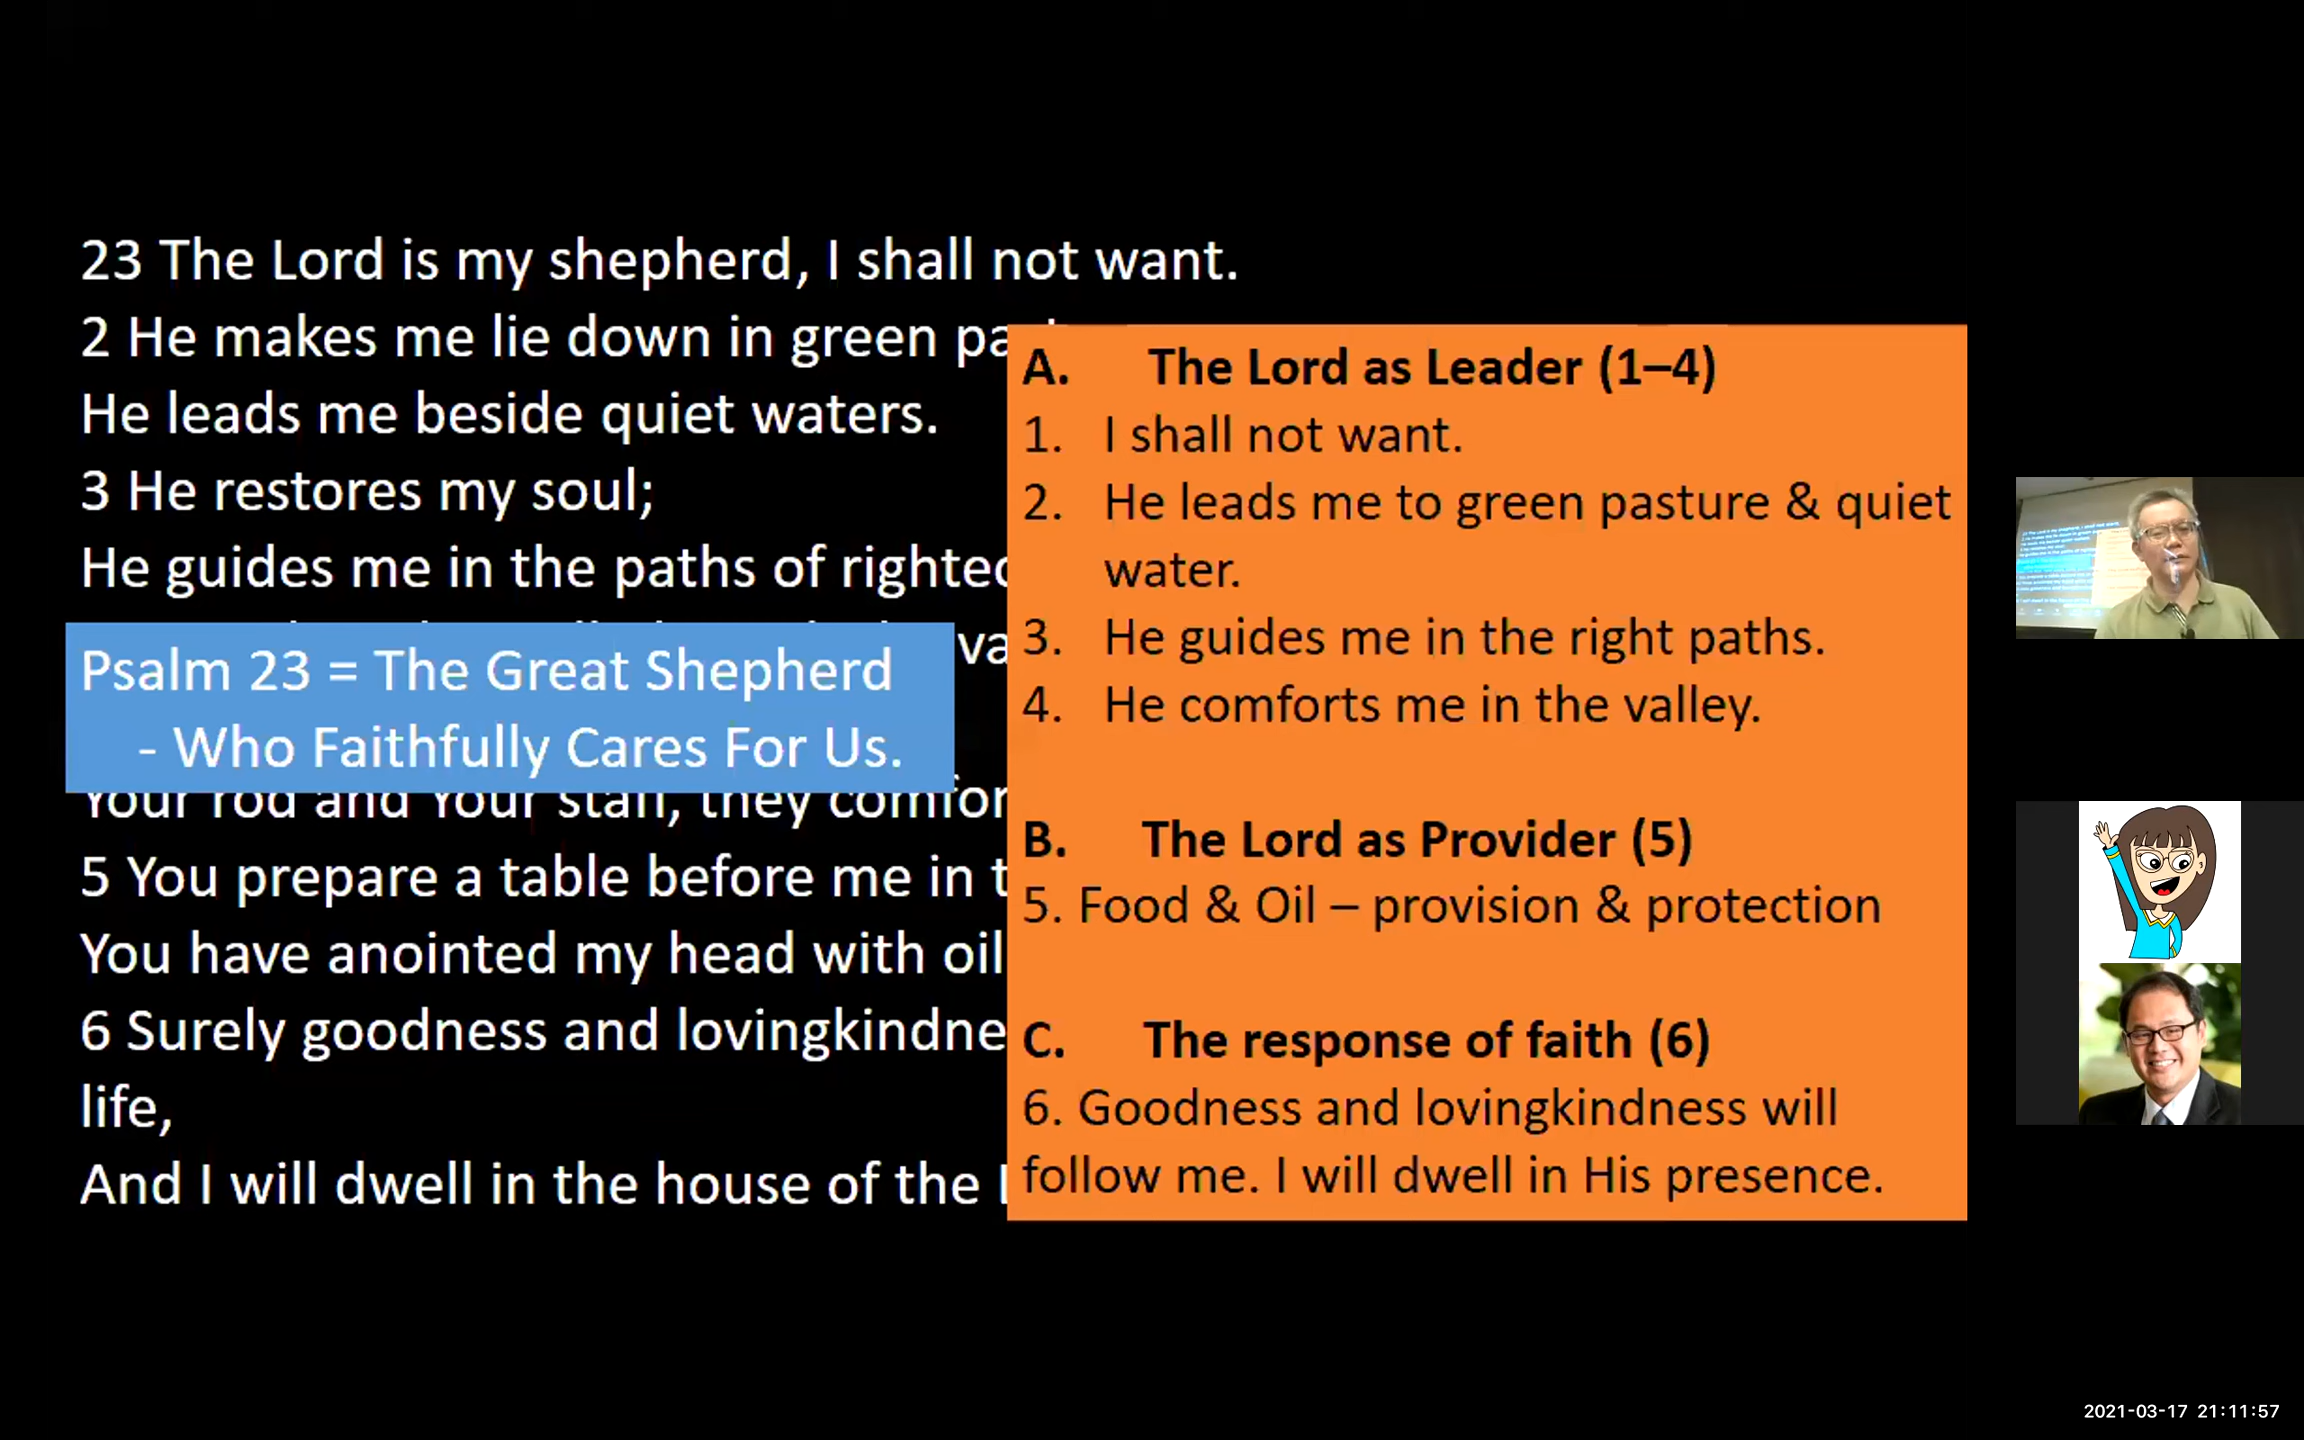 23 The Lord is my shepherd, I shall not want.
2 He makes me lie down in green
He leads me beside quiet waters.
3 He restores my soul;
He guides me in the paths of
Psalm 23 = The Great Shepherd
- Who Faithfully Cares For Us.
Your rod and Your staff, they
5 You prepare a table before me in
You have anointed my head with oil
6 Surely goodness and
life,
And I will dwell in the house of the
A. The Lord as Leader (1–4)
1. I shall not want.
2. He leads me to green pasture & quiet
water.
3. He guides me in the right paths.
4. He comforts me in the valley.
B. The Lord as Provider (5)
5. Food & Oil – provision & protection
C. The response of faith (6)
6. Goodness and lovingkindness will
follow me. I will dwell in His presence.
2021-03-17 21:11:57